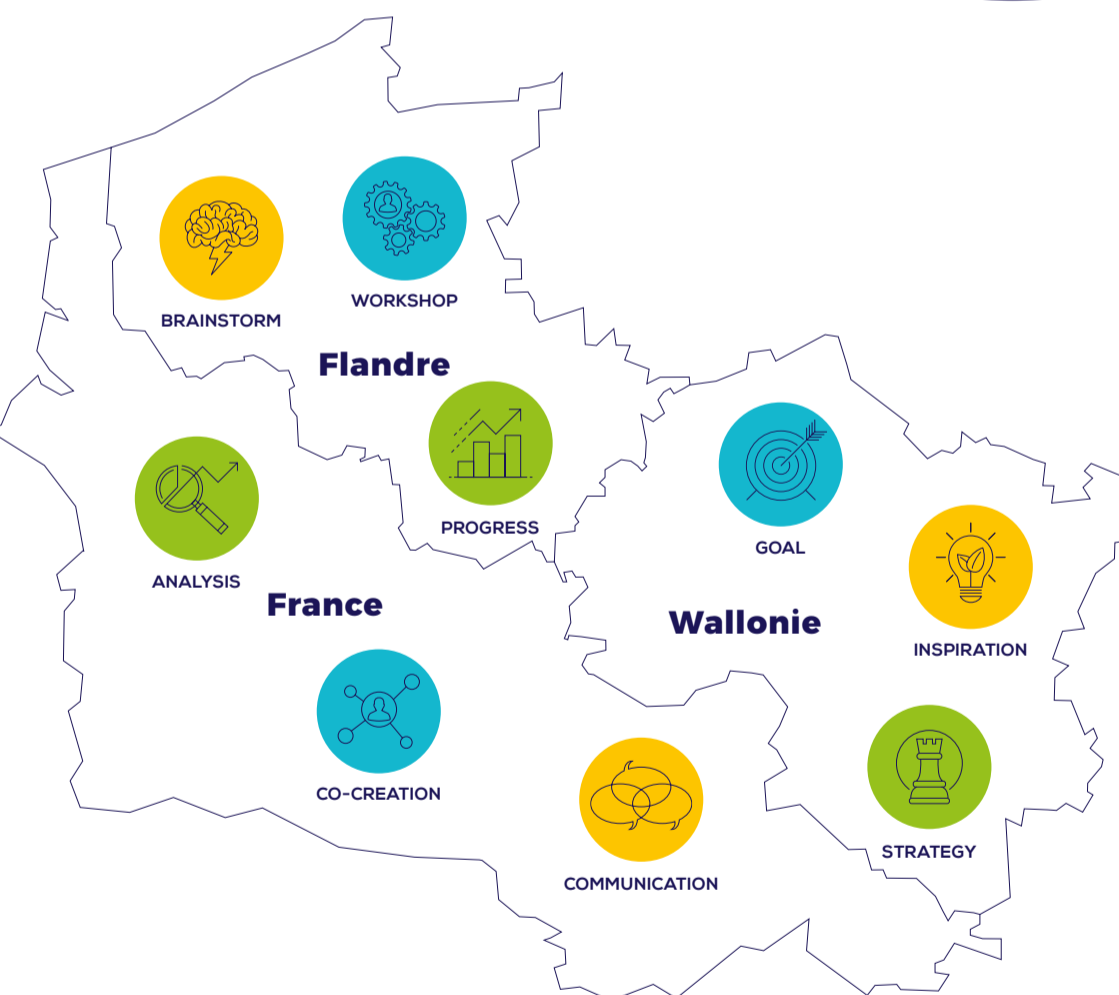 WORKSHOP
BRAINSTORM
Flandre
PROGRESS
GOAL
ANALYSIS
France
Wallonie
INSPIRATION
CO-CREATION
STRATEGY
COMMUNICATION